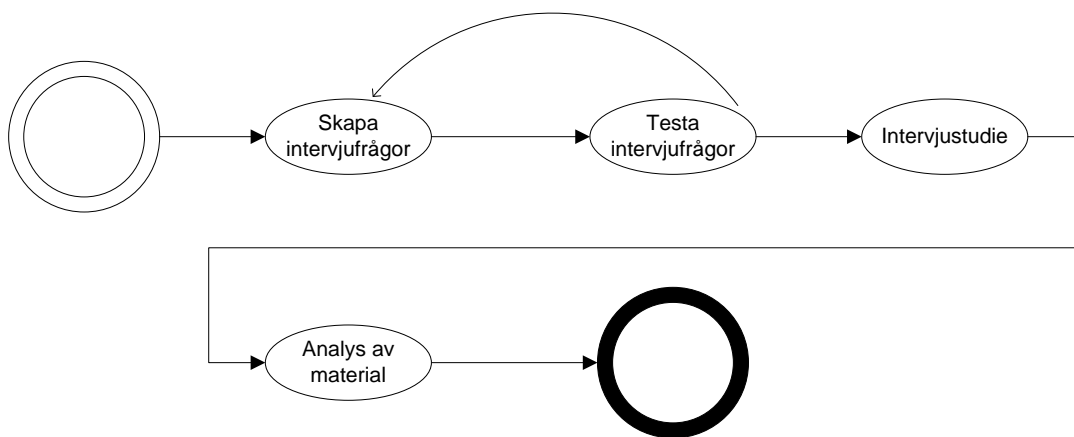 Skapa
intervjufrågor
Testa
intervjufrågor
Intervjustudie
Analys av
material